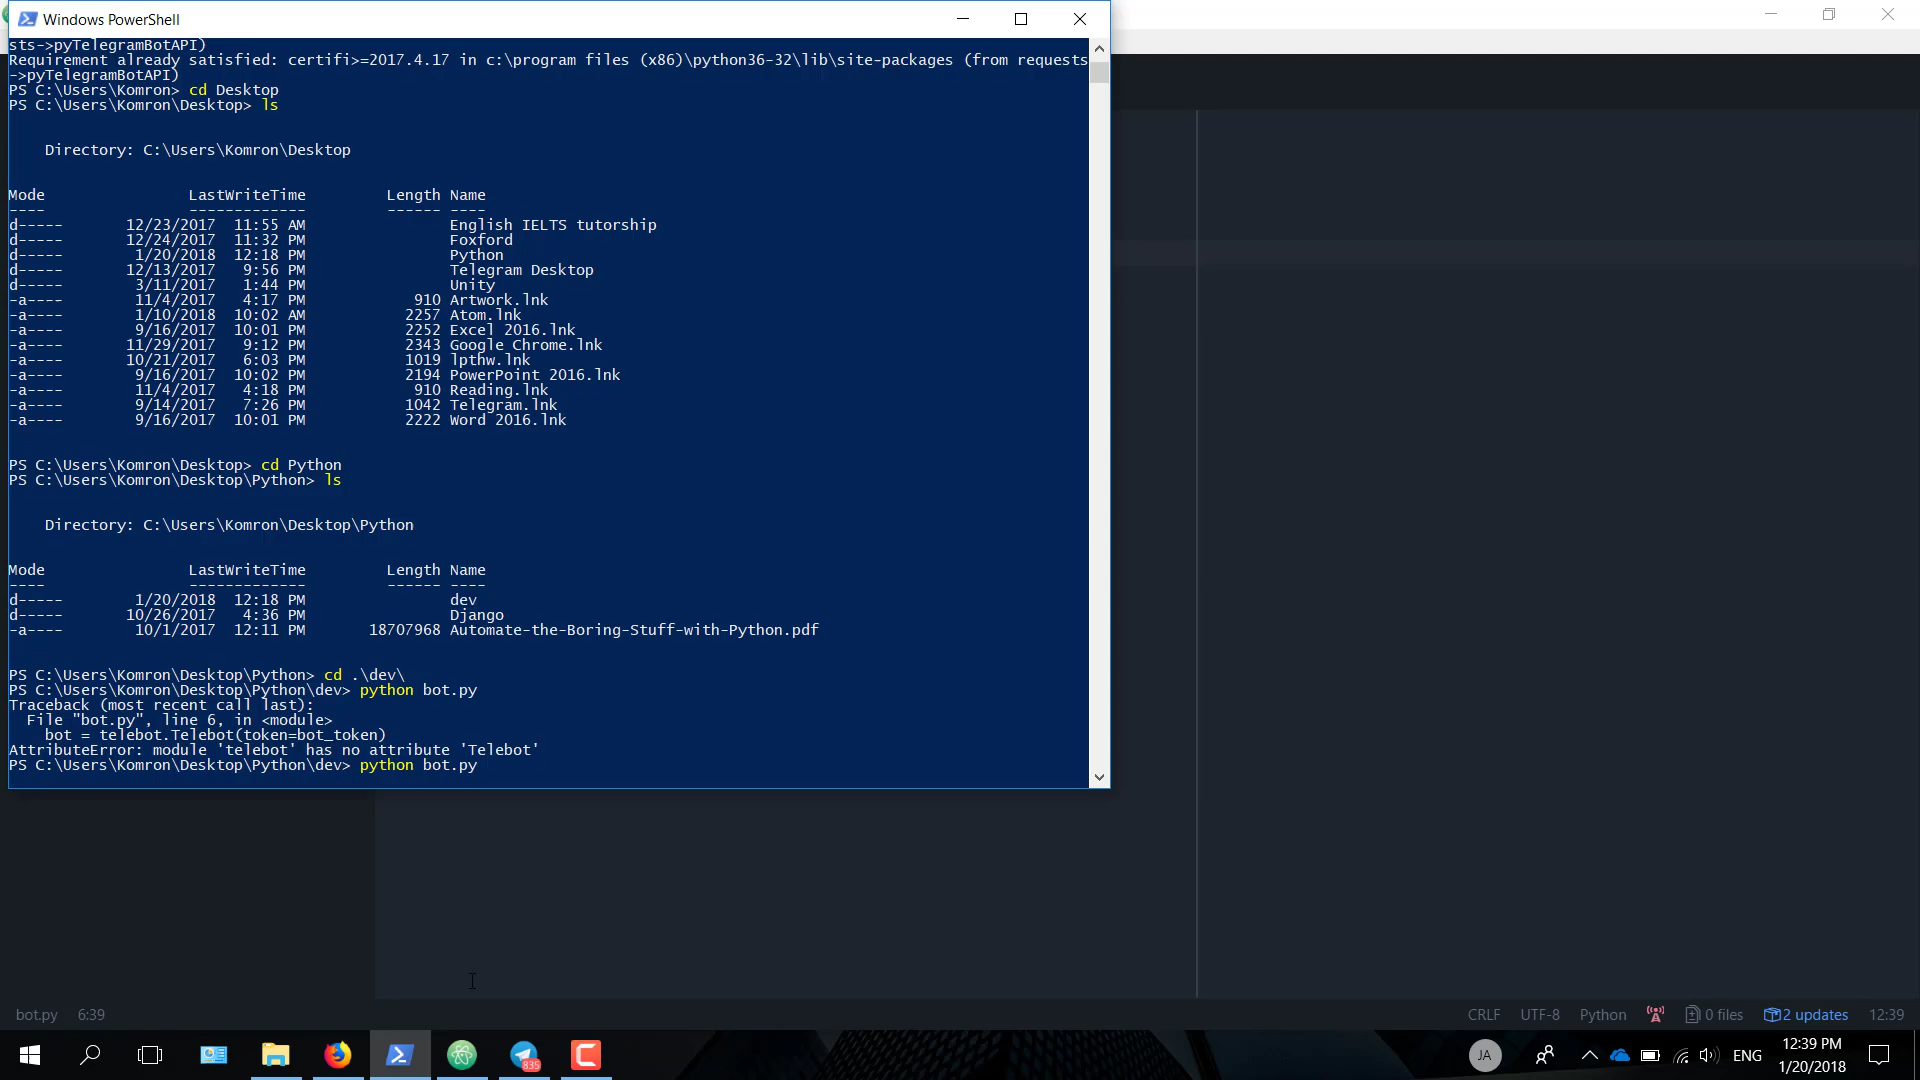 Windows PowerShell
sts->pyTelegramBotAPI)
Requirement already satisfied: certifi>=2017.4.17 in c:\program files (x86)\python36-32\lib\site-packages (from requests
->pyTelegramBotAPI)
PS C:\Users\Komron> cd Desktop
PS C:\Users\Komron\Desktop> ls
Directory: C:\Users\Komron\Desktop
Mode LastWriteTime Length Name
---- ------------- ------ ----
d----- 12/23/2017 11:55 AM English IELTS tutorship
d----- 12/24/2017 11:32 PM Foxford
d----- 1/20/2018 12:18 PM Python
d----- 12/13/2017 9:56 PM Telegram Desktop
d----- 3/11/2017 1:44 PM Unity
-a---- 11/4/2017 4:17 PM 910 Artwork.lnk
-a---- 1/10/2018 10:02 AM 2257 Atom.lnk
-a---- 9/16/2017 10:01 PM 2252 Excel 2016.lnk
-a---- 11/29/2017 9:12 PM 2343 Google Chrome.lnk
-a---- 10/21/2017 6:03 PM 1019 lpthw.lnk
-a---- 9/16/2017 10:02 PM 2194 PowerPoint 2016.lnk
-a---- 11/4/2017 4:18 PM 910 Reading.lnk
-a---- 9/14/2017 7:26 PM 1042 Telegram.lnk
-a---- 9/16/2017 10:01 PM 2222 Word 2016.lnk
PS C:\Users\Komron\Desktop> cd Python
PS C:\Users\Komron\Desktop\Python> ls
Directory: C:\Users\Komron\Desktop\Python
Mode LastWriteTime Length Name
---- ------------- ------ ----
d----- 1/20/2018 12:18 PM dev
d----- 10/26/2017 4:36 PM Django
-a---- 10/1/2017 12:11 PM 18707968 Automate-the-Boring-Stuff-with-Python.pdf
PS C:\Users\Komron\Desktop\Python> cd .\dev\
PS C:\Users\Komron\Desktop\Python\dev> python bot.py
Traceback (most recent call last):
File "bot.py", line 6, in <module>
bot = telebot.Telebot(token=bot_token)
AttributeError: module 'telebot' has no attribute 'Telebot'
PS C:\Users\Komron\Desktop\Python\dev> python bot.py
bot.py 6:39 CRLF UTF-8 Python 0 files 2 updates 12:39
835 JA ENG 12:39 PM
1/20/2018